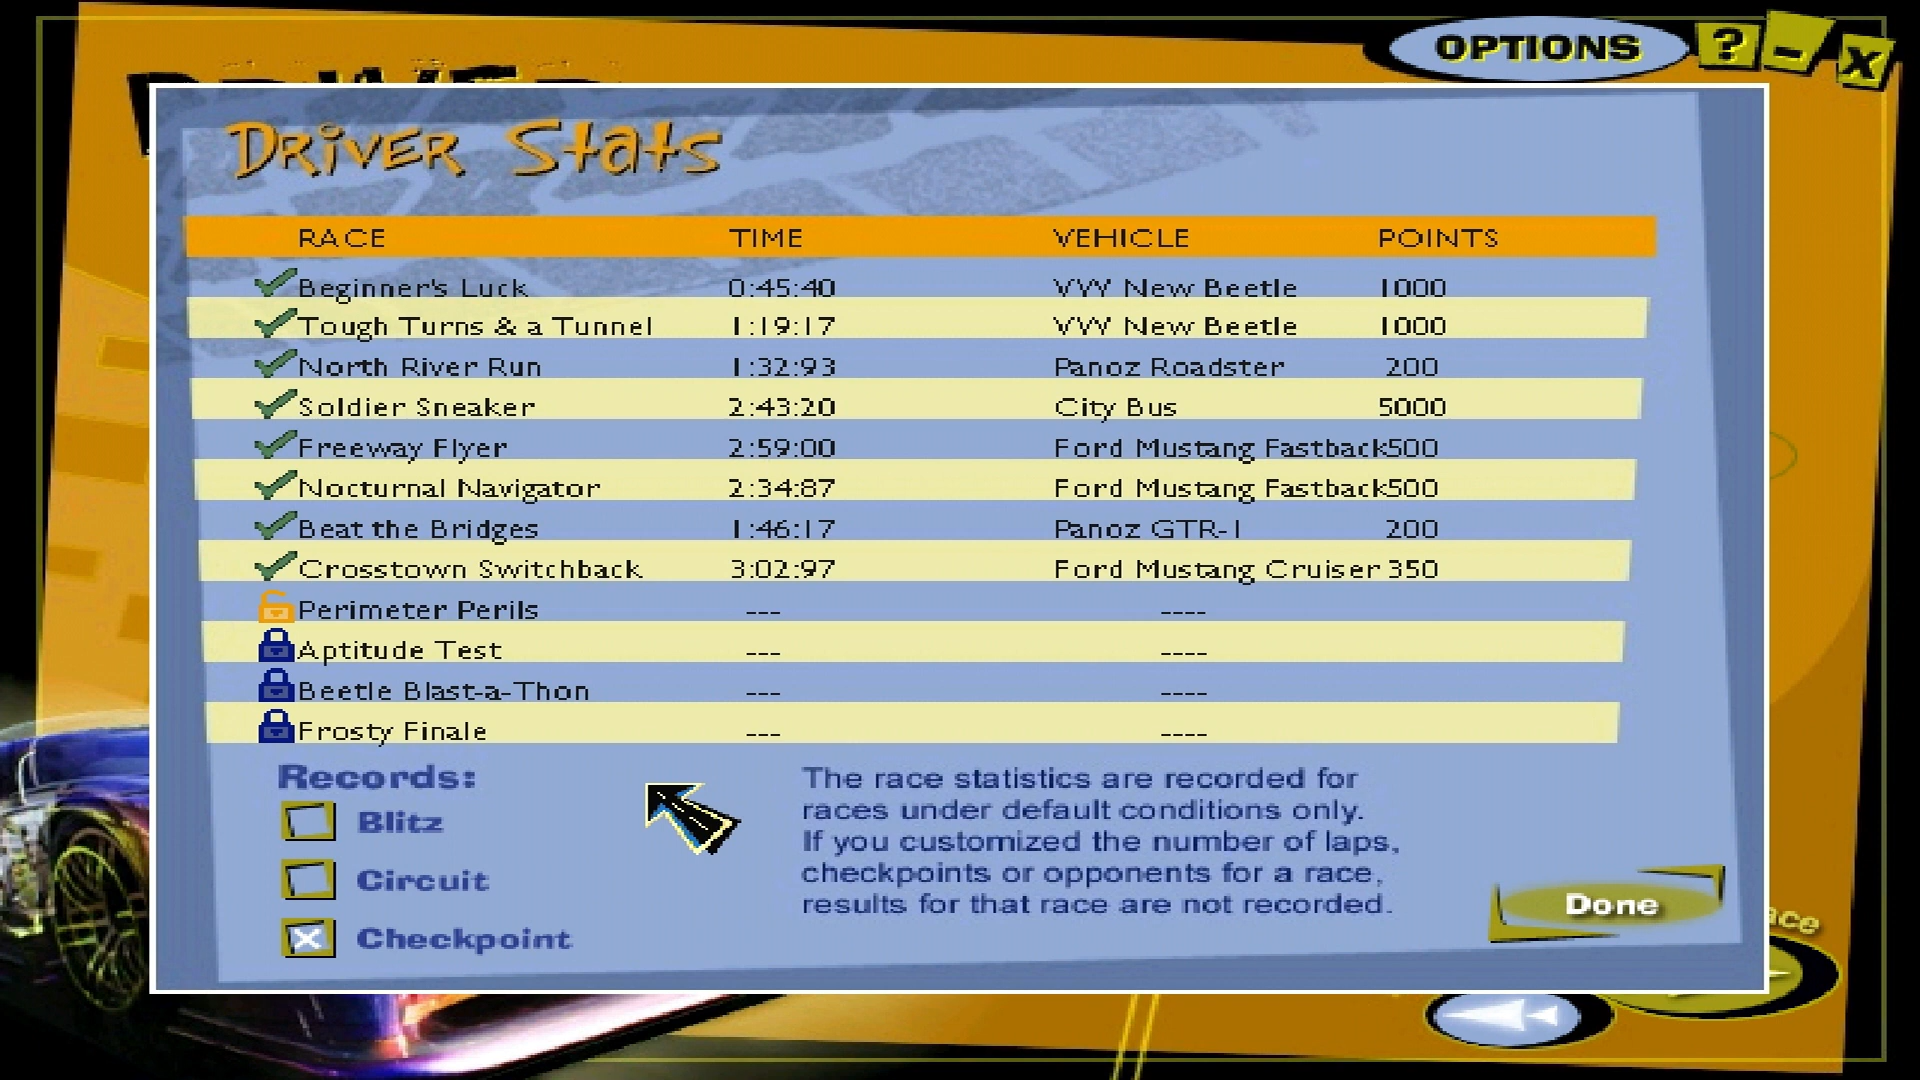 OPTIONS ? - X
Driver Stats
RACE TIME VEHICLE POINTS
Beginner's Luck 0:45:40 VW New Beetle 1000
Tough Turns & a Tunnel 1:19:17 VW New Beetle 1000
North River Run 1:32:93 Panoz Roadster 200
Soldier Sneaker 2:43:20 City Bus 5000
Freeway Flyer 2:59:00 Ford Mustang Fastback 500
Nocturnal Navigator 2:34:87 Ford Mustang Fastback 500
Beat the Bridges 1:46:17 Panoz GTR-1 200
Crosstown Switchback 3:02:97 Ford Mustang Cruiser 350
Perimeter Perils --- ----
Aptitude Test --- ----
Beetle Blast-a-Thon --- ----
Frosty Finale --- ----
Records:
Blitz
Circuit
Checkpoint
The race statistics are recorded for
races under default conditions only.
If you customized the number of laps,
checkpoints or opponents for a race,
results for that race are not recorded.
Done